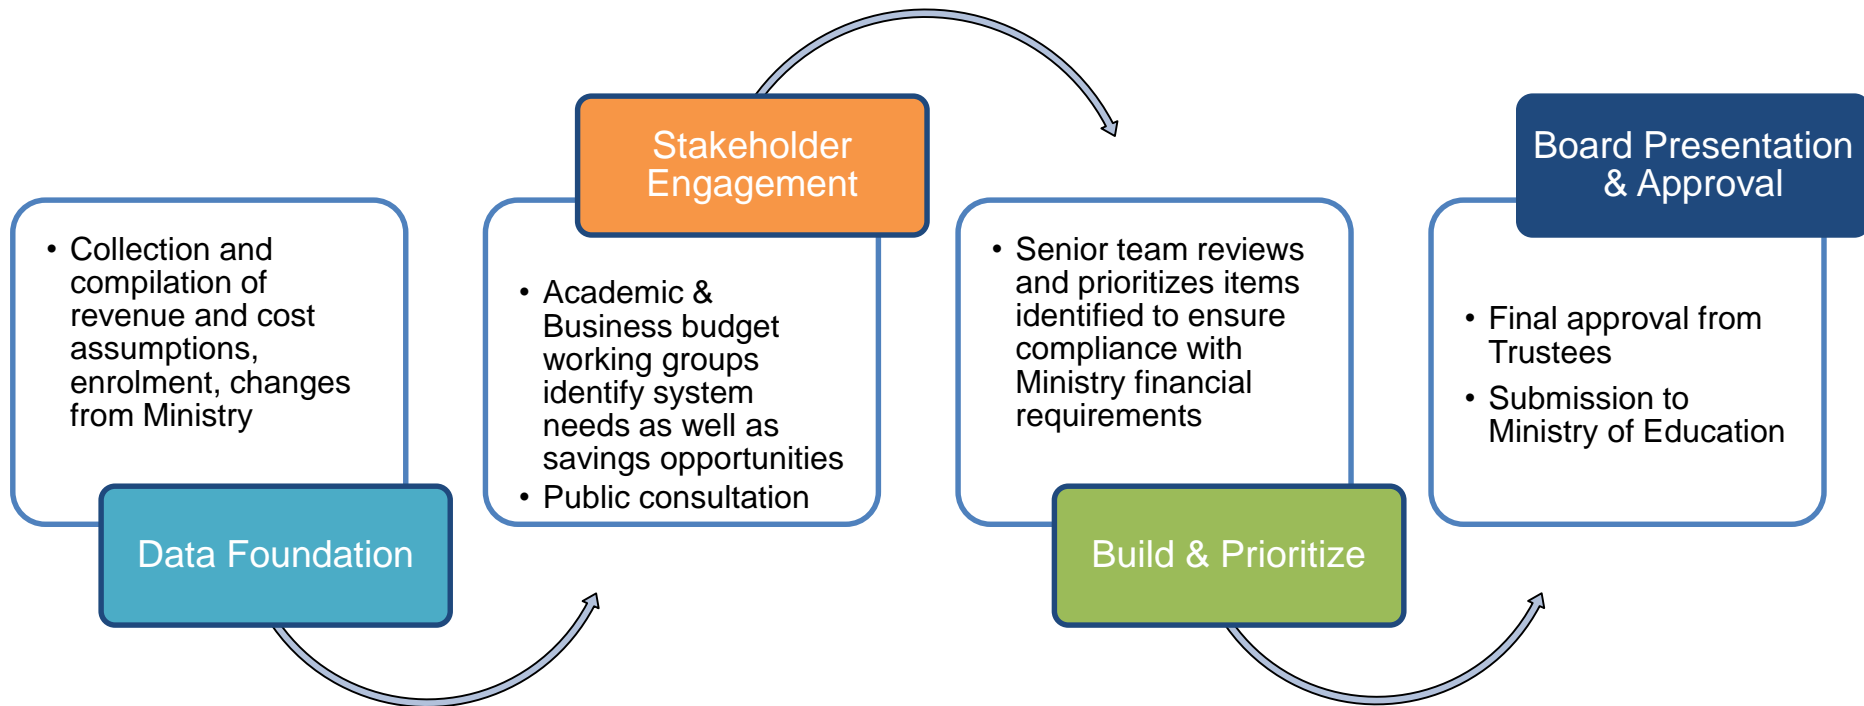 • Collection and
compilation of
revenue and cost
assumptions,
enrolment, changes
from Ministry
Data Foundation
Stakeholder
Engagement
• Academic &
Business budget
working groups
identify system
needs as well as
savings opportunities
• Public consultation
• Senior team reviews
and prioritizes items
identified to ensure
compliance with
Ministry financial
requirements
Build & Prioritize
Board Presentation
& Approval
• Final approval from
Trustees
• Submission to
Ministry of Education